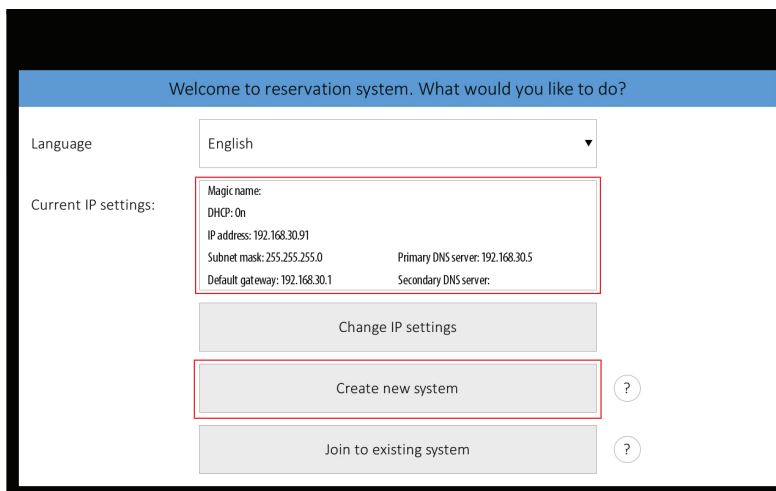 Welcome to reservation system. What would you like to do?
Language
English
Current IP settings:
Magic name:
DHCP: On
IP address: 192.168.30.91
Subnet mask: 255.255.255.0 Primary DNS server: 192.168.30.5
Default gateway: 192.168.30.1 Secondary DNS server:
Change IP settings
Create new system
?
Join to existing system
?